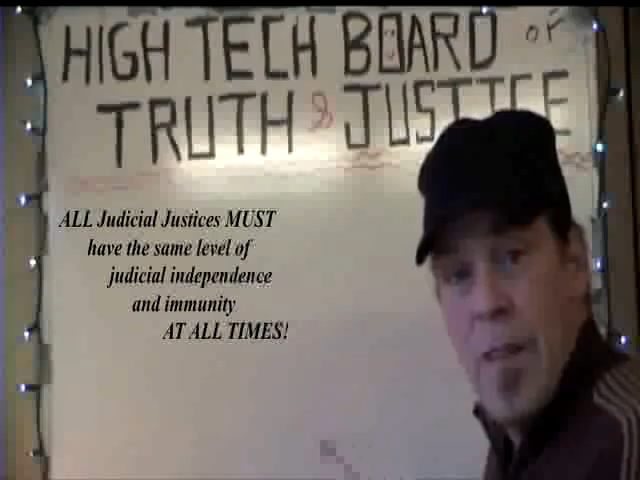 HIGH TECH BOARD OF
TRUTH & JUSTICE
ALL Judicial Justices MUST
have the same level of
judicial independence
and immunity
AT ALL TIMES!